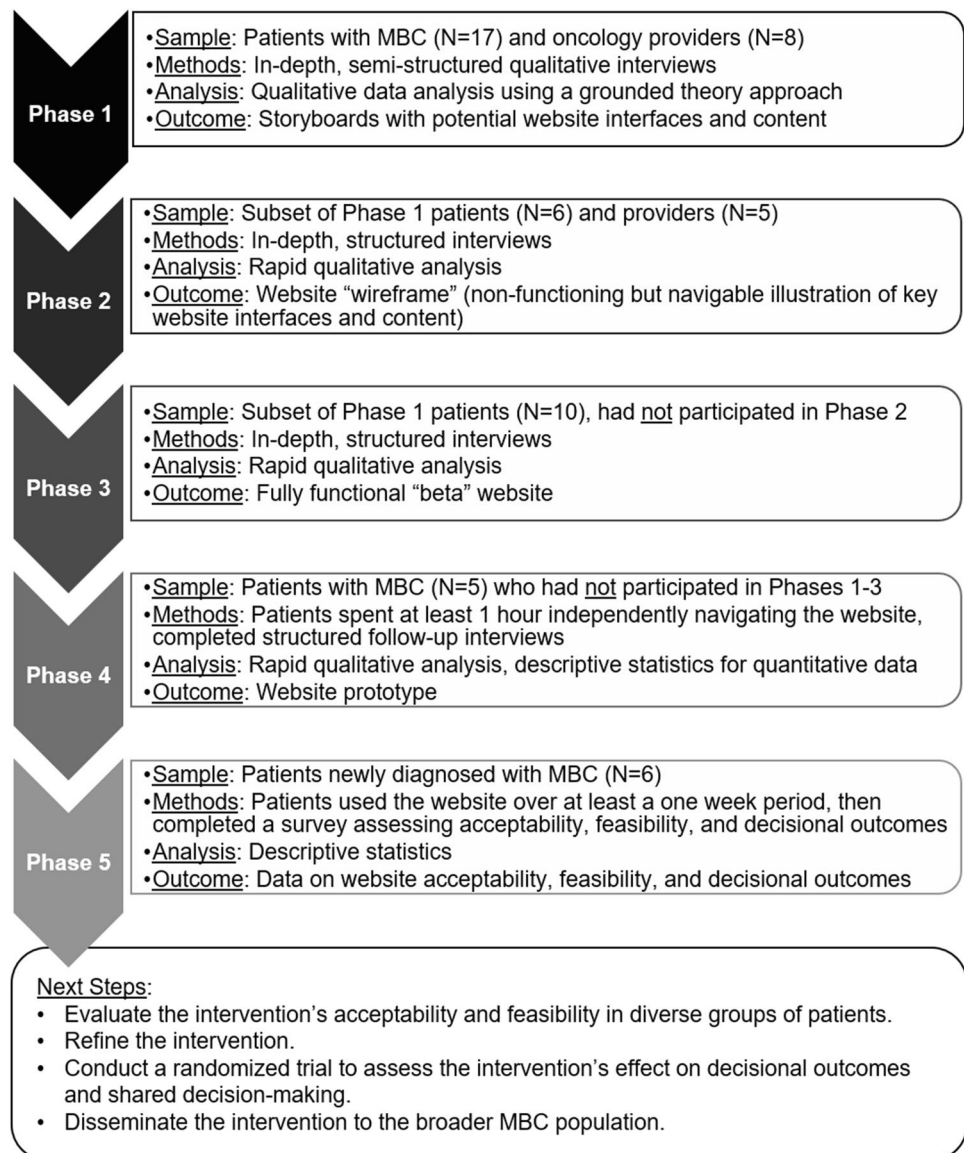 Phase 1
•Sample: Patients with MBC (N=17) and oncology providers (N=8)
•Methods: In-depth, semi-structured qualitative interviews
•Analysis: Qualitative data analysis using a grounded theory approach
•Outcome: Storyboards with potential website interfaces and content
Phase 2
•Sample: Subset of Phase 1 patients (N=6) and providers (N=5)
•Methods: In-depth, structured interviews
•Analysis: Rapid qualitative analysis
•Outcome: Website “wireframe” (non-functioning but navigable illustration of key
website interfaces and content)
Phase 3
•Sample: Subset of Phase 1 patients (N=10), had not participated in Phase 2
•Methods: In-depth, structured interviews
•Analysis: Rapid qualitative analysis
•Outcome: Fully functional “beta” website
Phase 4
•Sample: Patients with MBC (N=5) who had not participated in Phases 1-3
•Methods: Patients spent at least 1 hour independently navigating the website,
completed structured follow-up interviews
•Analysis: Rapid qualitative analysis, descriptive statistics for quantitative data
•Outcome: Website prototype
Phase 5
•Sample: Patients newly diagnosed with MBC (N=6)
•Methods: Patients used the website over at least a one week period, then
completed a survey assessing acceptability, feasibility, and decisional outcomes
•Analysis: Descriptive statistics
•Outcome: Data on website acceptability, feasibility, and decisional outcomes
Next Steps:
• Evaluate the intervention’s acceptability and feasibility in diverse groups of patients.
• Refine the intervention.
• Conduct a randomized trial to assess the intervention’s effect on decisional outcomes
and shared decision-making.
• Disseminate the intervention to the broader MBC population.